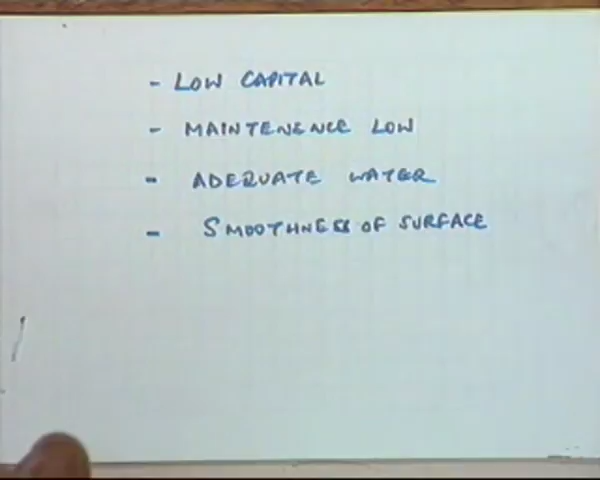 - LOW CAPITAL
- MAINTENENCE LOW
- ADEQUATE WATER
- SMOOTHNESS OF SURFACE